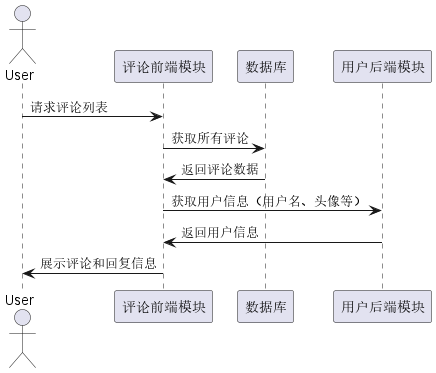 User
评论前端模块
数据库
用户后端模块
请求评论列表
获取所有评论
返回评论数据
获取用户信息（用户名、头像等）
返回用户信息
展示评论和回复信息
User
评论前端模块
数据库
用户后端模块